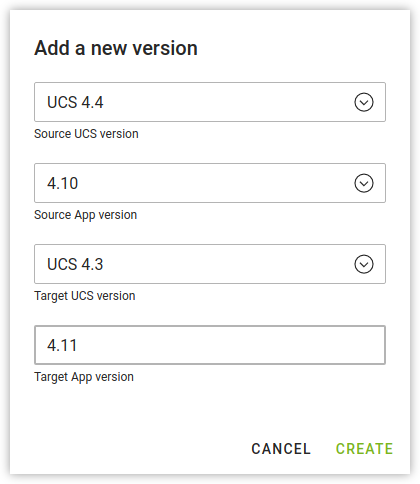 Add a new version
UCS 4.4
Source UCS version
4.10
Source App version
UCS 4.3
Target UCS version
4.11
Target App version
CANCEL CREATE